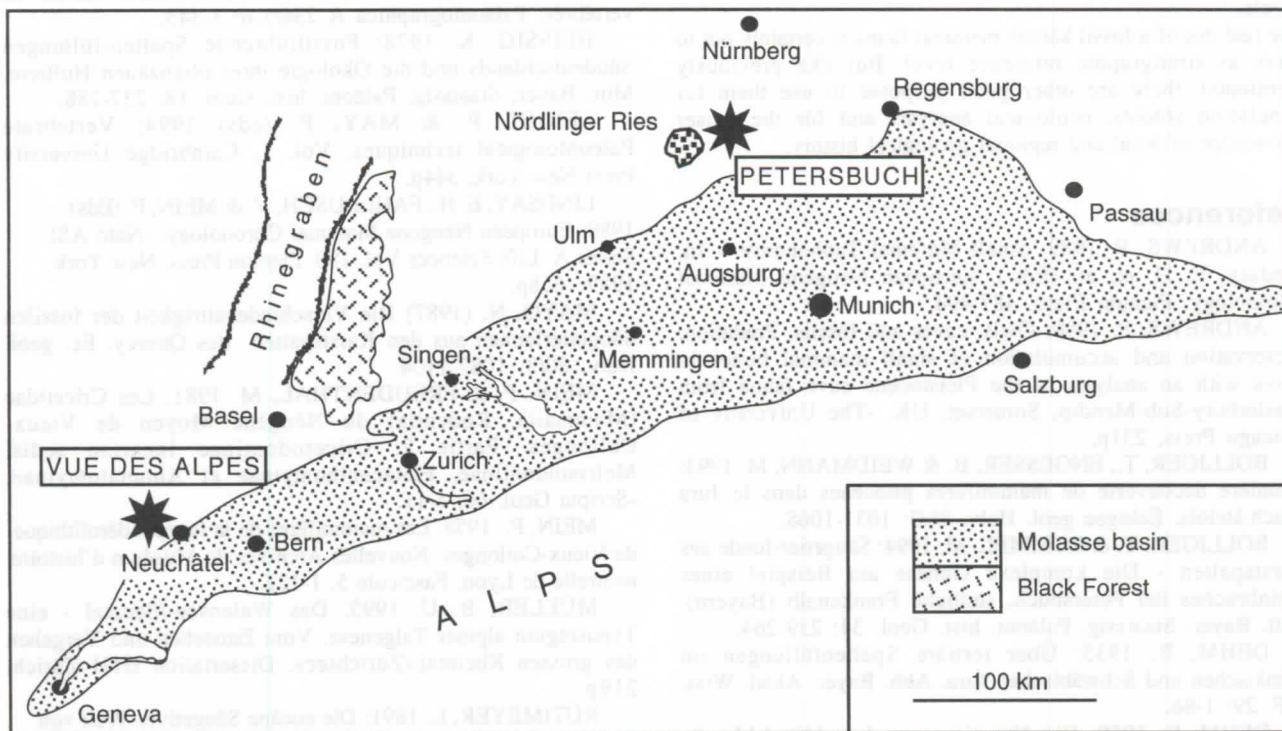 Nürnberg
Regensburg
Nördlinger Ries
PETERSBUCH
Passau
Ulm
Augsburg
Munich
Rhinegraben
Singen
Memmingen
Salzburg
Basel
Zurich
VUE DES ALPES
Bern
Neuchâtel
ALPS
Molasse basin
Black Forest
100 km
Geneva